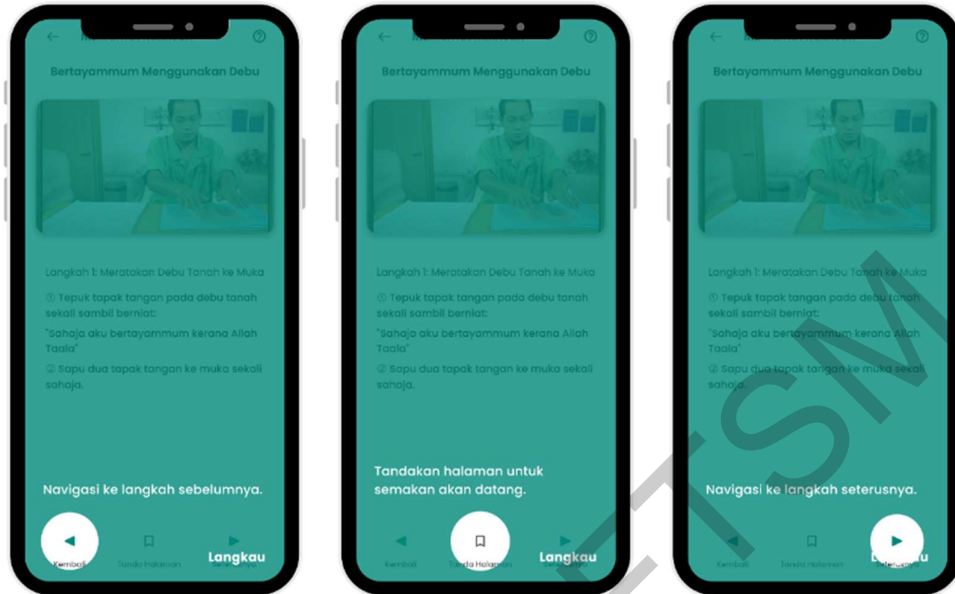 Bertayammum Menggunakan Debu
Langkah 1: Meratakan Debu Tanah ke Muka
① Tepuk tapak tangan pada debu tanah
sekali sambil berniat:
"Sahaja aku bertayammum kerana Allah
Taala"
② Sapu dua tapak tangan ke muka sekali
sahaja.
Navigasi ke langkah sebelumnya.
Kembali
Tanda Halaman
Langkau
Bertayammum Menggunakan Debu
Langkah 1: Meratakan Debu Tanah ke Muka
① Tepuk tapak tangan pada debu tanah
sekali sambil berniat:
"Sahaja aku bertayammum kerana Allah
Taala"
② Sapu dua tapak tangan ke muka sekali
sahaja.
Tandakan halaman untuk
semakan akan datang.
Kembali
Tanda Halaman
Langkau
Bertayammum Menggunakan Debu
Langkah 1: Meratakan Debu Tanah ke Muka
① Tepuk tapak tangan pada debu tanah
sekali sambil berniat:
"Sahaja aku bertayammum kerana Allah
Taala"
② Sapu dua tapak tangan ke muka sekali
sahaja.
Navigasi ke langkah seterusnya.
Kembali
Tanda Halaman
Seterusnya